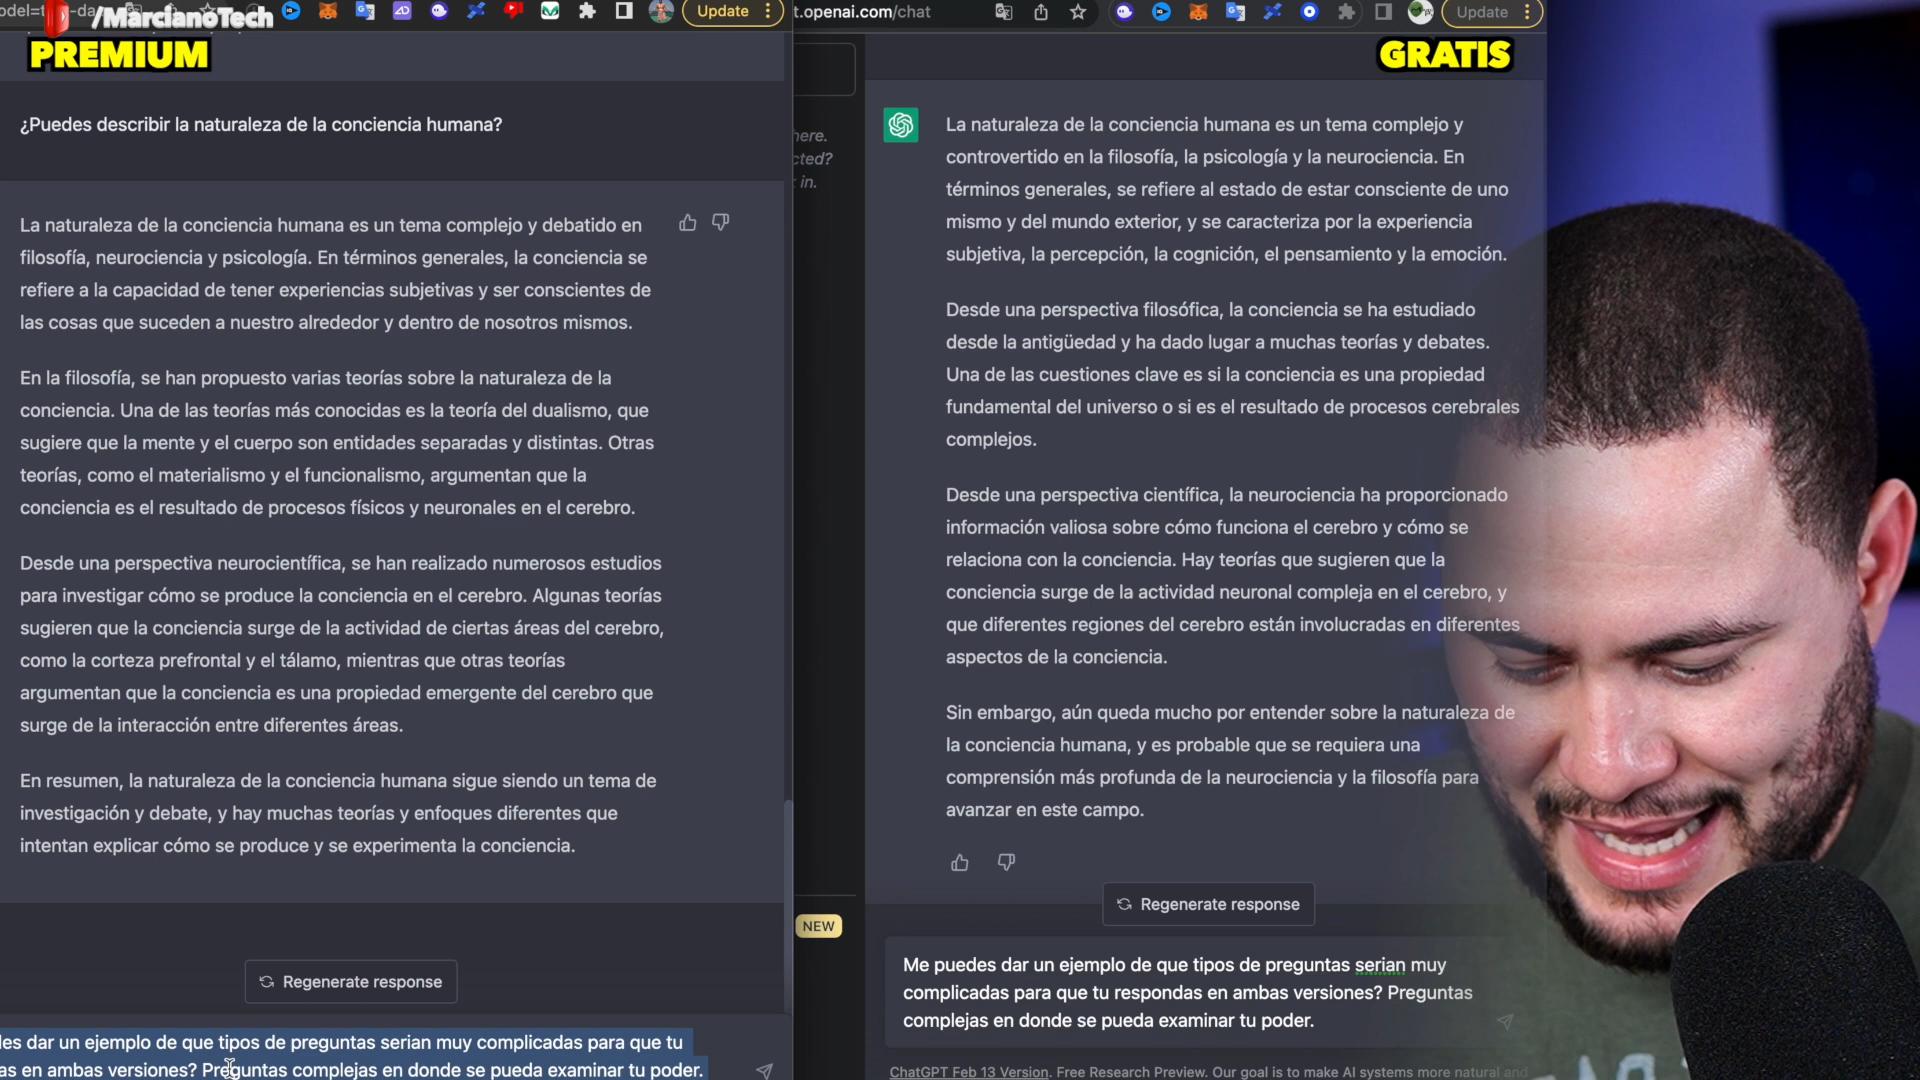 /MarcianoTech
Update
PREMIUM
¿Puedes describir la naturaleza de la conciencia humana?
La naturaleza de la conciencia humana es un tema complejo y debatido en
filosofía, neurociencia y psicología. En términos generales, la conciencia se
refiere a la capacidad de tener experiencias subjetivas y ser conscientes de
las cosas que suceden a nuestro alrededor y dentro de nosotros mismos.
En la filosofía, se han propuesto varias teorías sobre la naturaleza de la
conciencia. Una de las teorías más conocidas es la teoría del dualismo, que
sugiere que la mente y el cuerpo son entidades separadas y distintas. Otras
teorías, como el materialismo y el funcionalismo, argumentan que la
conciencia es el resultado de procesos físicos y neuronales en el cerebro.
Desde una perspectiva neurocientífica, se han realizado numerosos estudios
para investigar cómo se produce la conciencia en el cerebro. Algunas teorías
sugieren que la conciencia surge de la actividad de ciertas áreas del cerebro,
como la corteza prefrontal y el tálamo, mientras que otras teorías
argumentan que la conciencia es una propiedad emergente del cerebro que
surge de la interacción entre diferentes áreas.
En resumen, la naturaleza de la conciencia humana sigue siendo un tema de
investigación y debate, y hay muchas teorías y enfoques diferentes que
intentan explicar cómo se produce y se experimenta la conciencia.
Regenerate response
des dar un ejemplo de que tipos de preguntas serian muy complicadas para que tu
as en ambas versiones? Preguntas complejas en donde se pueda examinar tu poder.
t.openai.com/chat
Update
GRATIS
here.
cted?
in.
NEW
La naturaleza de la conciencia humana es un tema complejo y
controvertido en la filosofía, la psicología y la neurociencia. En
términos generales, se refiere al estado de estar consciente de uno
mismo y del mundo exterior, y se caracteriza por la experiencia
subjetiva, la percepción, la cognición, el pensamiento y la emoción.
Desde una perspectiva filosófica, la conciencia se ha estudiado
desde la antigüedad y ha dado lugar a muchas teorías y debates.
Una de las cuestiones clave es si la conciencia es una propiedad
fundamental del universo o si es el resultado de procesos cerebrales
complejos.
Desde una perspectiva científica, la neurociencia ha proporcionado
información valiosa sobre cómo funciona el cerebro y cómo se
relaciona con la conciencia. Hay teorías que sugieren que la
conciencia surge de la actividad neuronal compleja en el cerebro, y
que diferentes regiones del cerebro están involucradas en diferentes
aspectos de la conciencia.
Sin embargo, aún queda mucho por entender sobre la naturaleza de
la conciencia humana, y es probable que se requiera una
comprensión más profunda de la neurociencia y la filosofía para
avanzar en este campo.
Regenerate response
Me puedes dar un ejemplo de que tipos de preguntas serian muy
complicadas para que tu respondas en ambas versiones? Preguntas
complejas en donde se pueda examinar tu poder.
ChatGPT Feb 13 Version. Free Research Preview. Our goal is to make AI systems more natural and